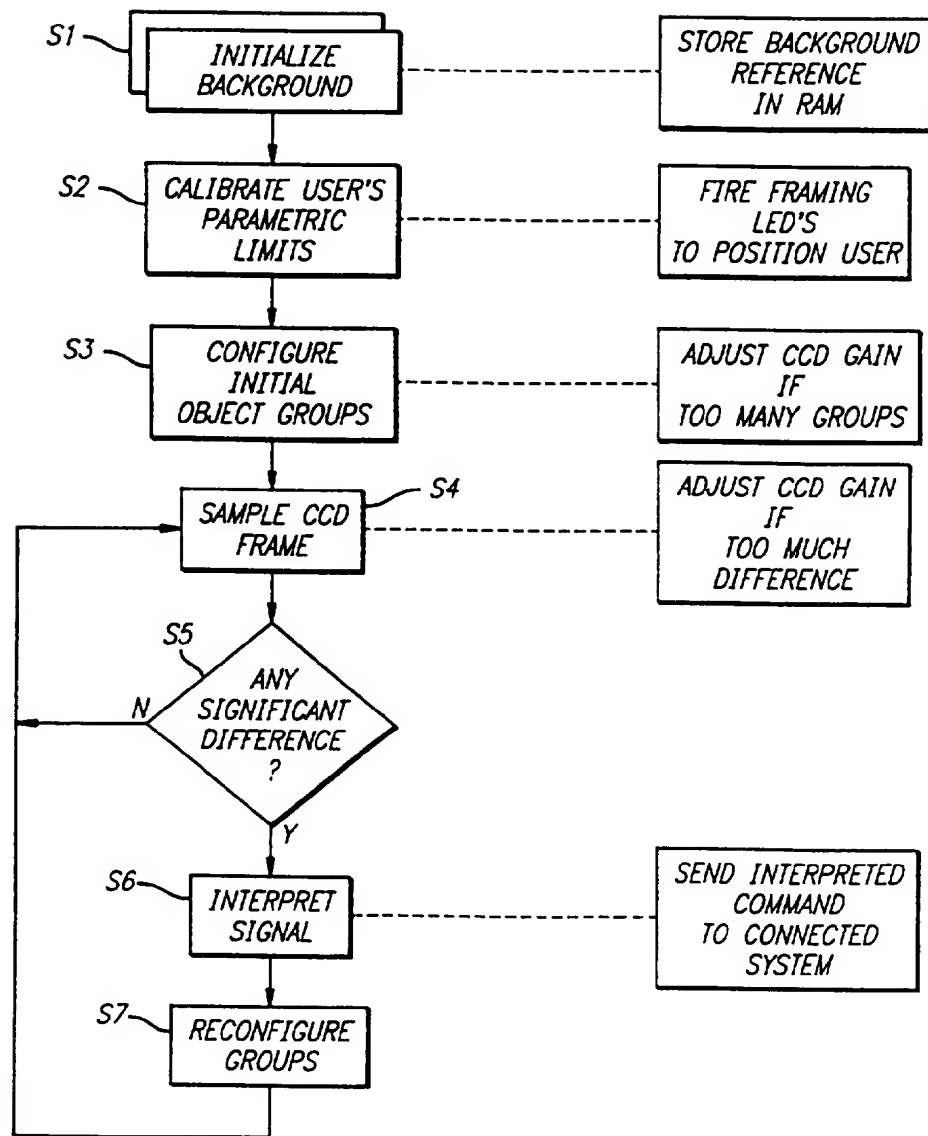 S1
INITIALIZE
BACKGROUND
STORE BACKGROUND
REFERENCE
IN RAM
S2
CALIBRATE USER'S
PARAMETRIC
LIMITS
FIRE FRAMING
LED'S
TO POSITION USER
S3
CONFIGURE
INITIAL
OBJECT GROUPS
ADJUST CCD GAIN
IF
TOO MANY GROUPS
S4
SAMPLE CCD
FRAME
ADJUST CCD GAIN
IF
TOO MUCH
DIFFERENCE
S5
ANY
SIGNIFICANT
DIFFERENCE
?
N
Y
S6
INTERPRET
SIGNAL
SEND INTERPRETED
COMMAND
TO CONNECTED
SYSTEM
S7
RECONFIGURE
GROUPS